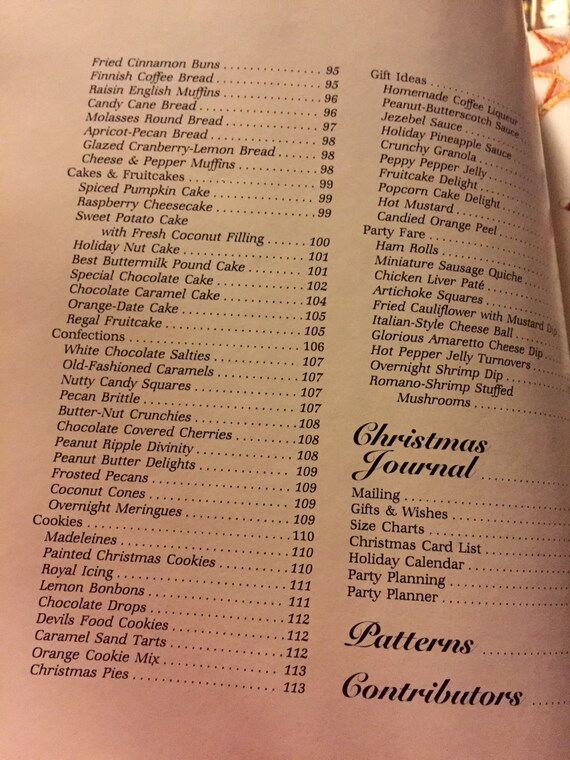 Fried Cinnamon Buns . . . . . . . . . . . . . 95
Finnish Coffee Bread . . . . . . . . . . . . . 95
Raisin English Muffins . . . . . . . . . . . . 96
Candy Cane Bread . . . . . . . . . . . . . . . 96
Molasses Round Bread . . . . . . . . . . . . 97
Apricot-Pecan Bread . . . . . . . . . . . . . 98
Glazed Cranberry-Lemon Bread . . . . . 98
Cheese & Pepper Muffins . . . . . . . . . . 98
Cakes & Fruitcakes . . . . . . . . . . . . . . . 99
Spiced Pumpkin Cake . . . . . . . . . . . . 99
Raspberry Cheesecake . . . . . . . . . . . . 99
Sweet Potato Cake
with Fresh Coconut Filling . . . . . . 100
Holiday Nut Cake . . . . . . . . . . . . . . 101
Best Buttermilk Pound Cake . . . . . . . 101
Special Chocolate Cake . . . . . . . . . . . 102
Chocolate Caramel Cake . . . . . . . . . . 104
Orange-Date Cake . . . . . . . . . . . . . . 105
Regal Fruitcake . . . . . . . . . . . . . . . . 105
Confections . . . . . . . . . . . . . . . . . . . . 106
White Chocolate Salties . . . . . . . . . . 107
Old-Fashioned Caramels . . . . . . . . . . 107
Nutty Candy Squares . . . . . . . . . . . . 107
Pecan Brittle . . . . . . . . . . . . . . . . . . 107
Butter-Nut Crunchies . . . . . . . . . . . . 108
Chocolate Covered Cherries . . . . . . . . 108
Peanut Ripple Divinity . . . . . . . . . . . 108
Peanut Butter Delights . . . . . . . . . . . 109
Frosted Pecans . . . . . . . . . . . . . . . . . 109
Coconut Cones . . . . . . . . . . . . . . . . . 109
Overnight Meringues . . . . . . . . . . . . . 109
Cookies . . . . . . . . . . . . . . . . . . . . . . . 110
Madeleines . . . . . . . . . . . . . . . . . . . 110
Painted Christmas Cookies . . . . . . . . 110
Royal Icing . . . . . . . . . . . . . . . . . . . 111
Lemon Bonbons . . . . . . . . . . . . . . . . 111
Chocolate Drops . . . . . . . . . . . . . . . . 112
Devils Food Cookies . . . . . . . . . . . . . 112
Caramel Sand Tarts . . . . . . . . . . . . . 112
Orange Cookie Mix . . . . . . . . . . . . . . 113
Christmas Pies . . . . . . . . . . . . . . . . . 113
Gift Ideas . . . . . . . . . . .
Homemade Coffee Liqueur
Peanut-Butterscotch Sauce
Jezebel Sauce . . . . . . . .
Holiday Pineapple Sauce
Crunchy Granola . . . . . .
Peppy Pepper Jelly . . . . .
Fruitcake Delight . . . . . .
Popcorn Cake Delight . . .
Hot Mustard . . . . . . . . .
Candied Orange Peel . . .
Party Fare . . . . . . . . . . .
Ham Rolls . . . . . . . . . . .
Miniature Sausage Quiche
Chicken Liver Paté . . . . .
Artichoke Squares . . . . .
Fried Cauliflower with Mustard Dip
Italian-Style Cheese Ball . . .
Glorious Amaretto Cheese Dip . .
Hot Pepper Jelly Turnovers . . . .
Overnight Shrimp Dip . . . . .
Romano-Shrimp Stuffed
Mushrooms . . . . . . . . . .
Christmas
Journal . . . . . . . . . .
Mailing . . . . . . . . . . . . . .
Gifts & Wishes . . . . . . . . .
Size Charts . . . . . . . . . . .
Christmas Card List . . . . .
Holiday Calendar . . . . . . .
Party Planning . . . . . . . . .
Party Planner . . . . . . . . . .
Patterns . . . . . . . . .
Contributors . . . . .